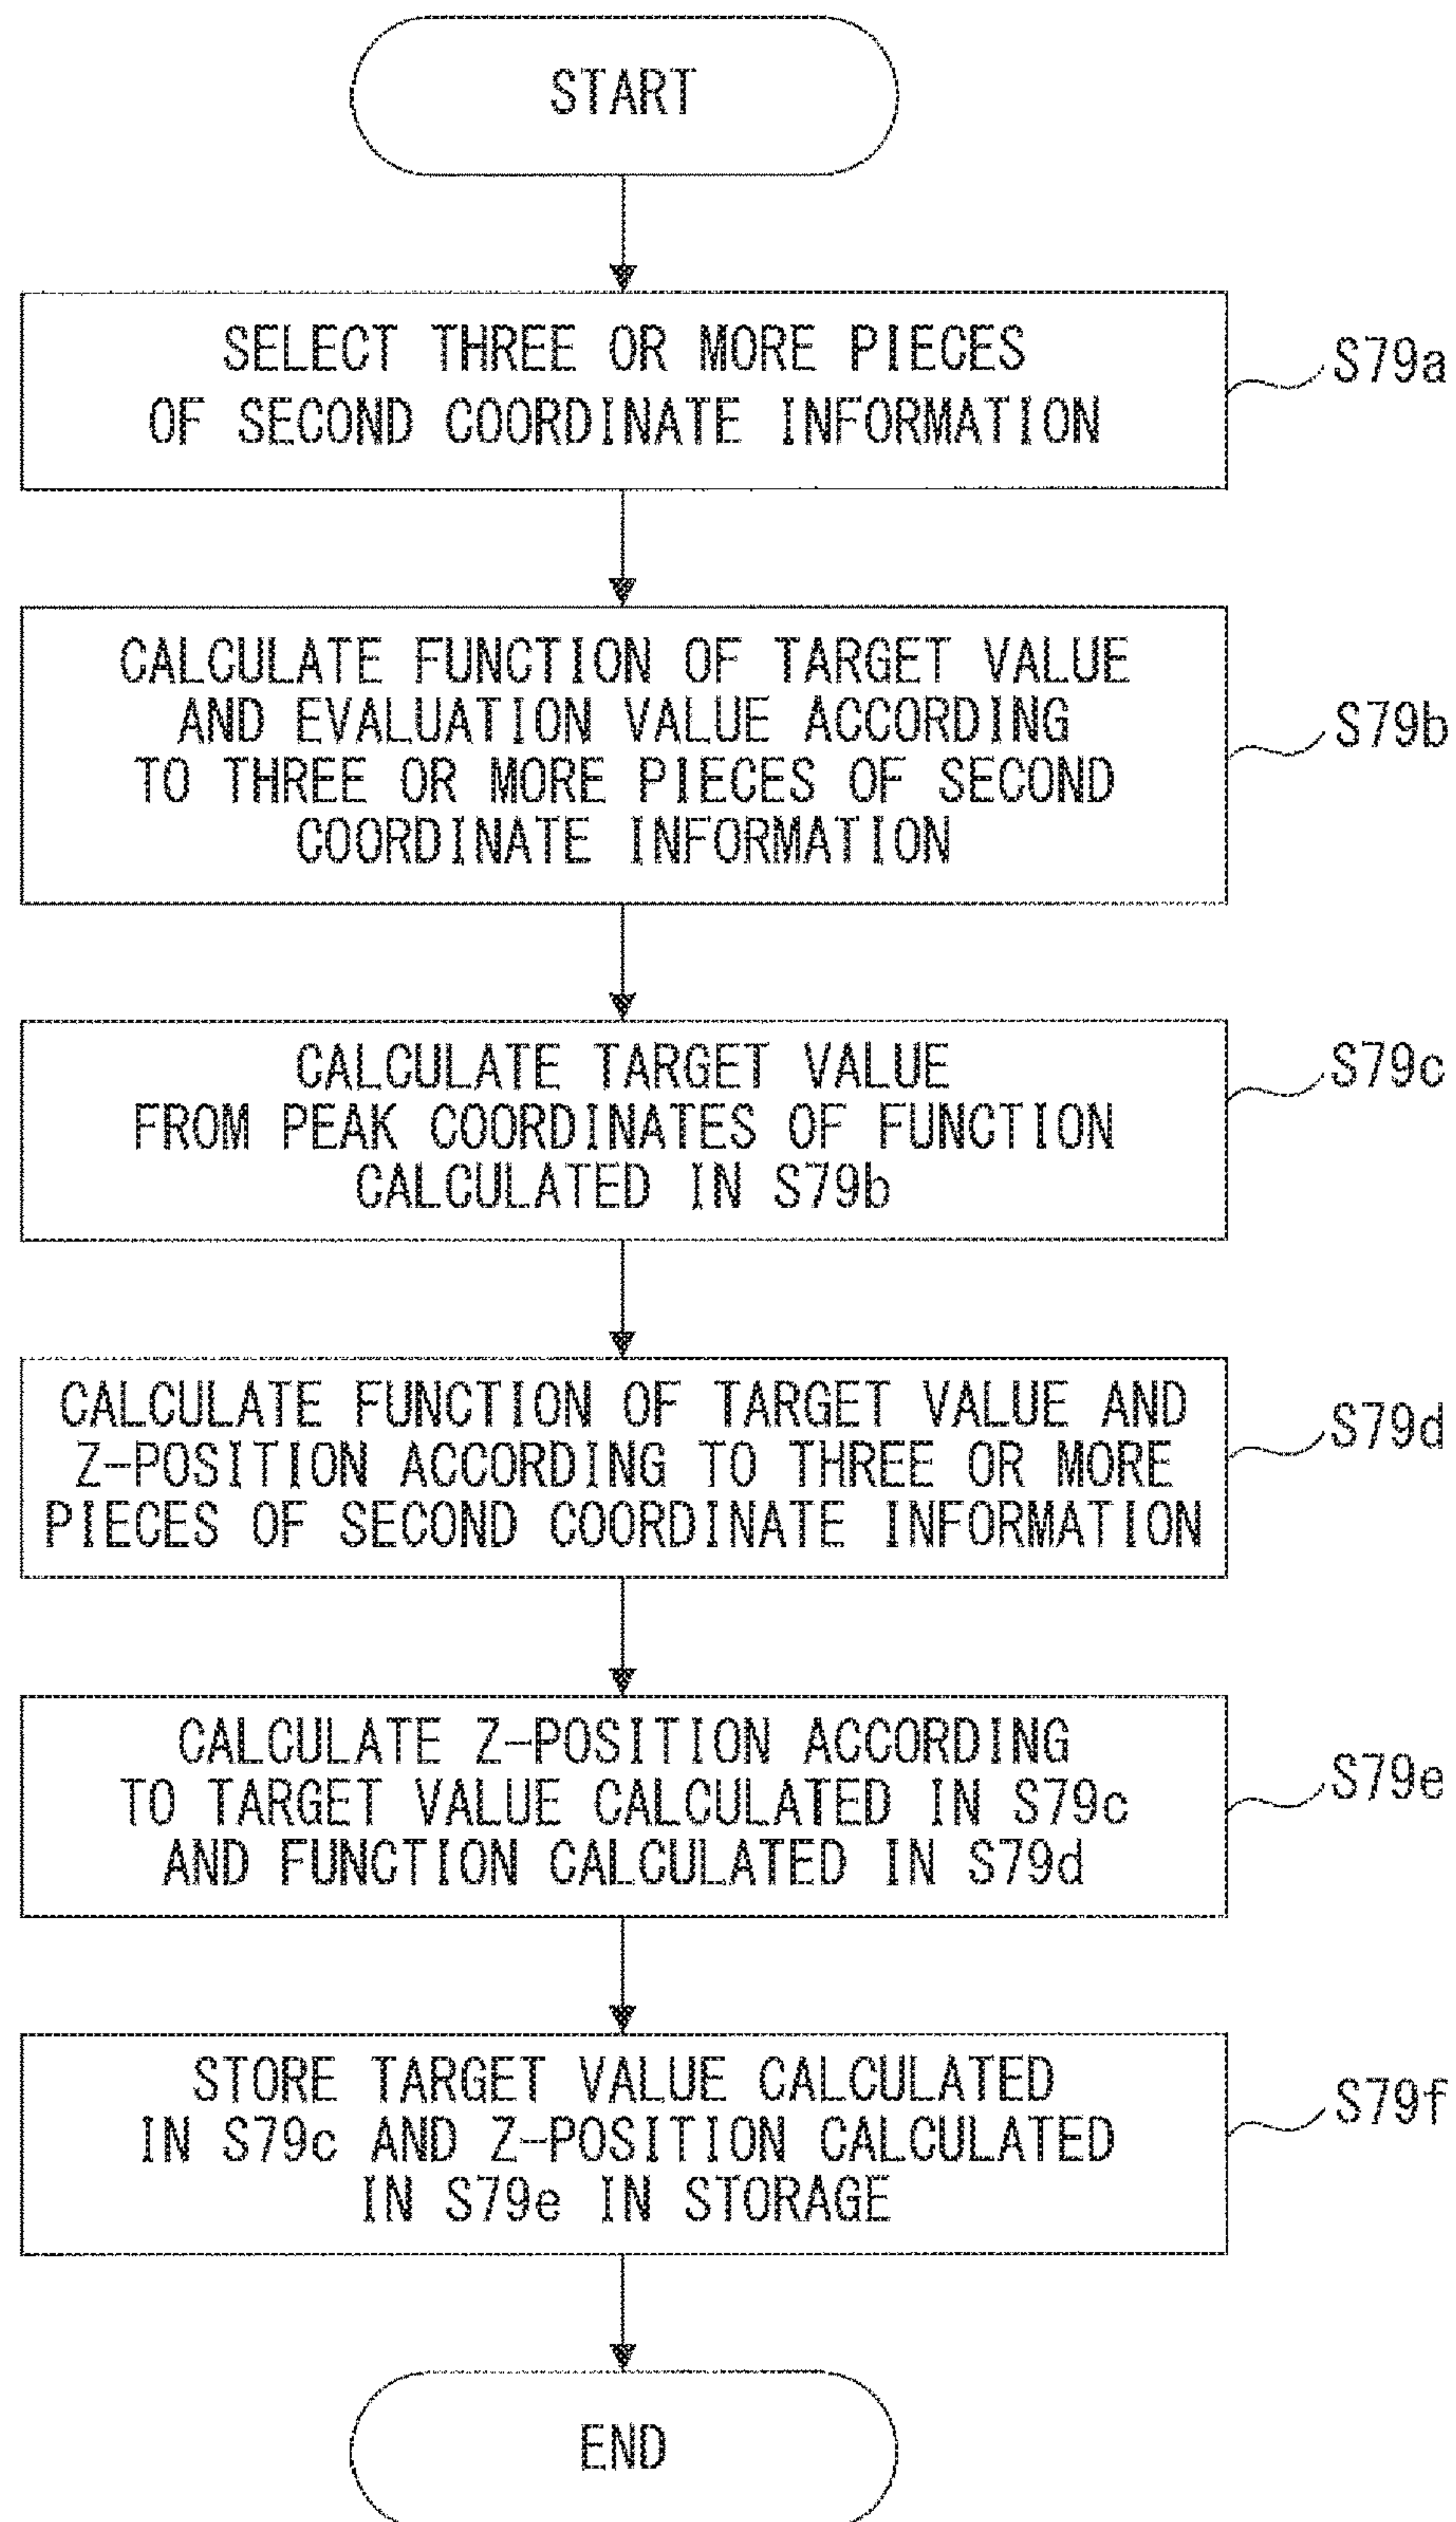 START
SELECT THREE OR MORE PIECES
OF SECOND COORDINATE INFORMATION
S79a
CALCULATE FUNCTION OF TARGET VALUE
AND EVALUATION VALUE ACCORDING
TO THREE OR MORE PIECES OF SECOND
COORDINATE INFORMATION
S79b
CALCULATE TARGET VALUE
FROM PEAK COORDINATES OF FUNCTION
CALCULATED IN S79b
S79c
CALCULATE FUNCTION OF TARGET VALUE AND
Z-POSITION ACCORDING TO THREE OR MORE
PIECES OF SECOND COORDINATE INFORMATION
S79d
CALCULATE Z-POSITION ACCORDING
TO TARGET VALUE CALCULATED IN S79c
AND FUNCTION CALCULATED IN S79d
S79e
STORE TARGET VALUE CALCULATED
IN S79c AND Z-POSITION CALCULATED
IN S79e IN STORAGE
S79f
END